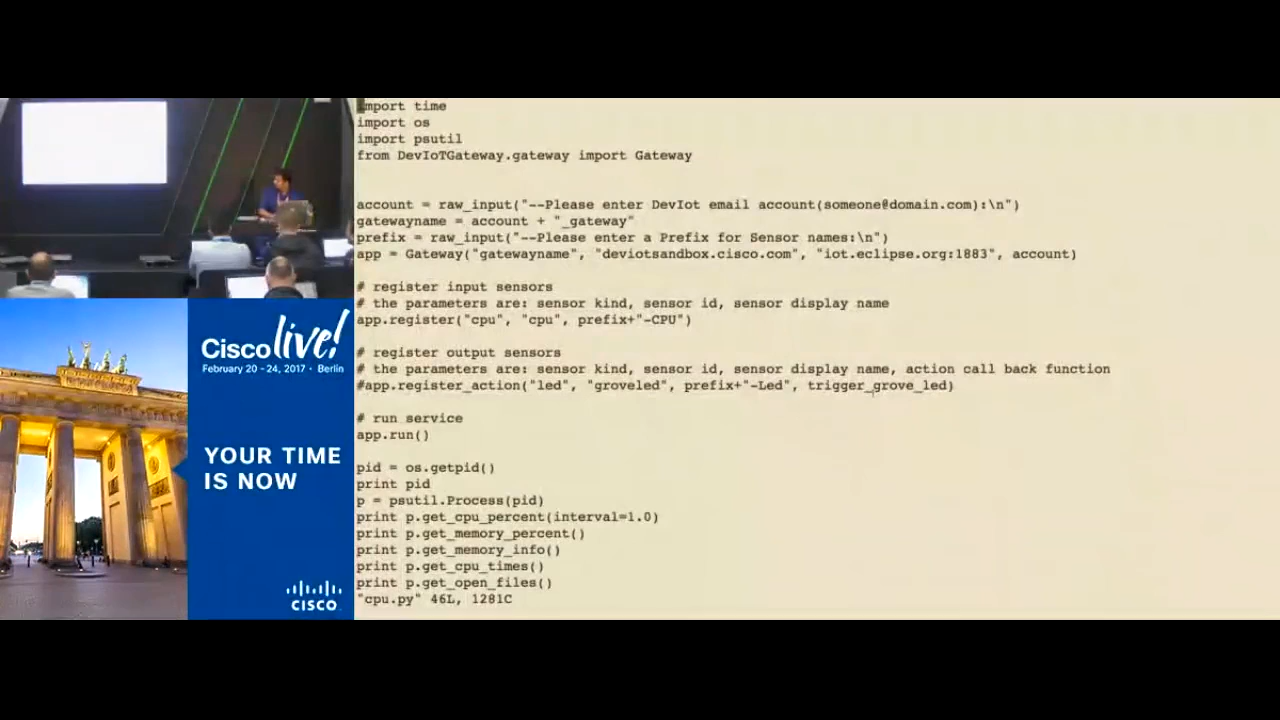 import time
import os
import psutil
from DevIoTGateway.gateway import Gateway
account = raw_input("--Please enter DevIot email account(someone@domain.com):\n")
gatewayname = account + "_gateway"
prefix = raw_input("--Please enter a Prefix for Sensor names:\n")
app = Gateway("gatewayname", "deviotsandbox.cisco.com", "iot.eclipse.org:1883", account)
# register input sensors
# the parameters are: sensor kind, sensor id, sensor display name
app.register("cpu", "cpu", prefix+"-CPU")
# register output sensors
# the parameters are: sensor kind, sensor id, sensor display name, action call back function
#app.register_action("led", "groveled", prefix+"-Led", trigger_grove_led)
# run service
app.run()
pid = os.getpid()
print pid
p = psutil.Process(pid)
print p.get_cpu_percent(interval=1.0)
print p.get_memory_percent()
print p.get_memory_info()
print p.get_cpu_times()
print p.get_open_files()
"cpu.py" 46L, 1281C
Cisco live!
February 20 - 24, 2017 • Berlin
YOUR TIME
IS NOW
CISCO